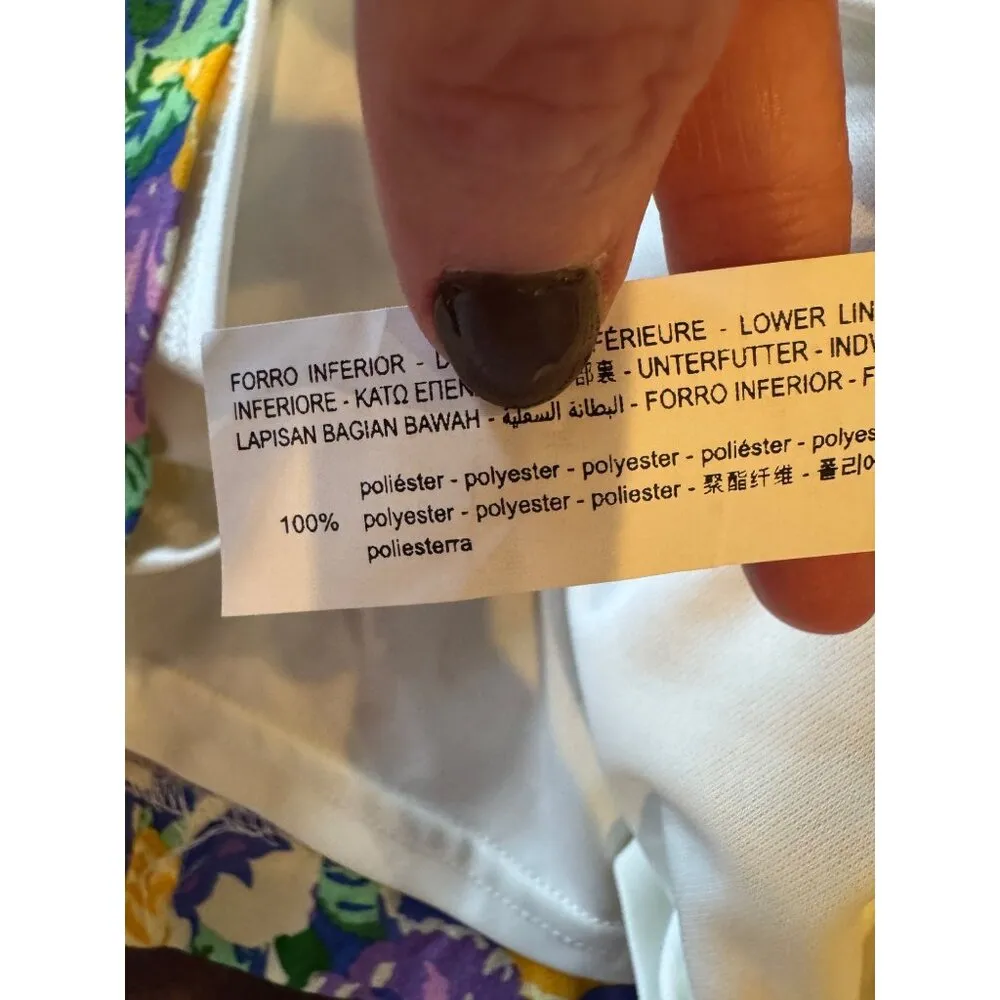 FORRO INFERIOR - FÉRIEURE - LOWER LIN
INFERIORE - ΚΑΤΩ ΕΠΕΝ 部裏 - UNTERFUTTER - INDV
LAPISAN BAGIAN BAWAH - البطانة السفلية - FORRO INFERIOR - F
poliéster - polyester - polyester - poliéster - polyes
100% polyester - polyester - poliester - 聚酯纤维 - 폴리에
poliesterra